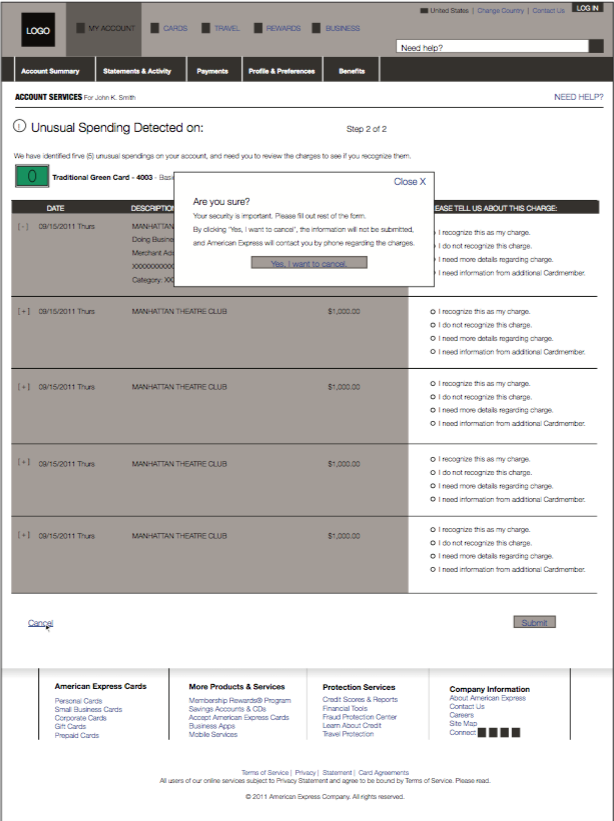 United States | Change Country | Contact Us LOG IN
LOGO MY ACCOUNT CARDS TRAVEL REWARDS BUSINESS
Need help?
Account Summary Statements & Activity Payments Profile & Preferences Benefits
ACCOUNT SERVICES For John K. Smith NEED HELP?
Unusual Spending Detected on: Step 2 of 2
We have identified firve (5) unusual spendings on your account, and need you to review the charges to see if you recognize them.
0 Traditional Green Card - 4003 - Basi
Close X
Are you sure?
Your security is important. Please fill out rest of the form.
By clicking "Yes, I want to cancel", the information will not be submitted,
and American Express will contact you by phone regarding the charges.
Yes, I want to cancel.
DATE DESCRIPTION EASE TELL US ABOUT THIS CHARGE:
[ - ] 09/15/2011 Thurs MANHATTAN
Doing Busine
Merchant Add
Category: XX
I recognize this as my charge.
I do not recognize this charge.
I need more details regarding charge.
I need information from additional Cardmember.
[ + ] 09/15/2011 Thurs MANHATTAN THEATRE CLUB $1,000.00
I recognize this as my charge.
I do not recognize this charge.
I need more details regarding charge.
I need information from additional Cardmember.
[ + ] 09/15/2011 Thurs MANHATTAN THEATRE CLUB $1,000.00
I recognize this as my charge.
I do not recognize this charge.
I need more details regarding charge.
I need information from additional Cardmember.
[ + ] 09/15/2011 Thurs MANHATTAN THEATRE CLUB $1,000.00
I recognize this as my charge.
I do not recognize this charge.
I need more details regarding charge.
I need information from additional Cardmember.
[ + ] 09/15/2011 Thurs MANHATTAN THEATRE CLUB $1,000.00
I recognize this as my charge.
I do not recognize this charge.
I need more details regarding charge.
I need information from additional Cardmember.
Cancel Submit
American Express Cards
Personal Cards
Small Business Cards
Corporate Cards
Gift Cards
Prepaid Cards
More Products & Services
Membership Rewards® Program
Savings Accounts & CDs
Accept American Express Cards
Business Apps
Mobile Services
Protection Services
Credit Scores & Reports
Financial Tools
Fraud Protection Center
Learn About Credit
Travel Protection
Company Information
About American Express
Contact Us
Careers
Site Map
Connect
Terms of Service | Privacy | Statement | Card Agreements
All users of our online services subject to Privacy Statement and agree to be bound by Terms of Service. Please read.
© 2011 American Express Company. All rights reserved.